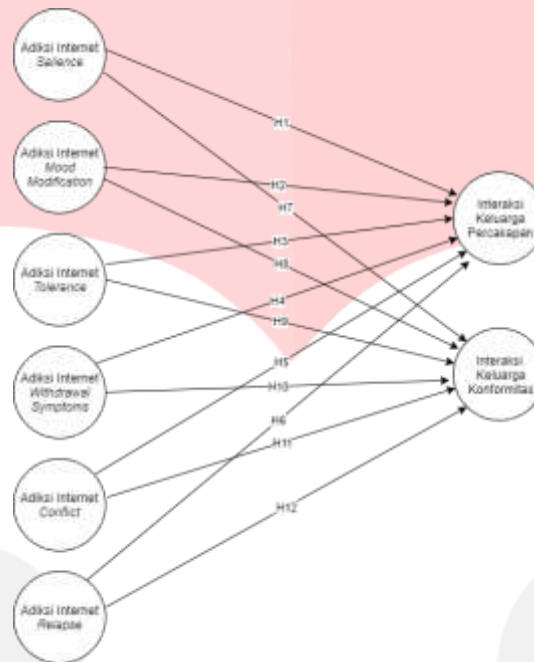 Adiksi Internet
Salience
Adiksi Internet
Mood
Modification
Adiksi Internet
Tolerance
Adiksi Internet
Withdrawal
Symptoms
Adiksi Internet
Conflict
Adiksi Internet
Relapse
H1
H2
H7
H3
H8
H4
H9
H5
H10
H6
H11
H12
Interaksi
Keluarga
Percakapan
Interaksi
Keluarga
Konformitas